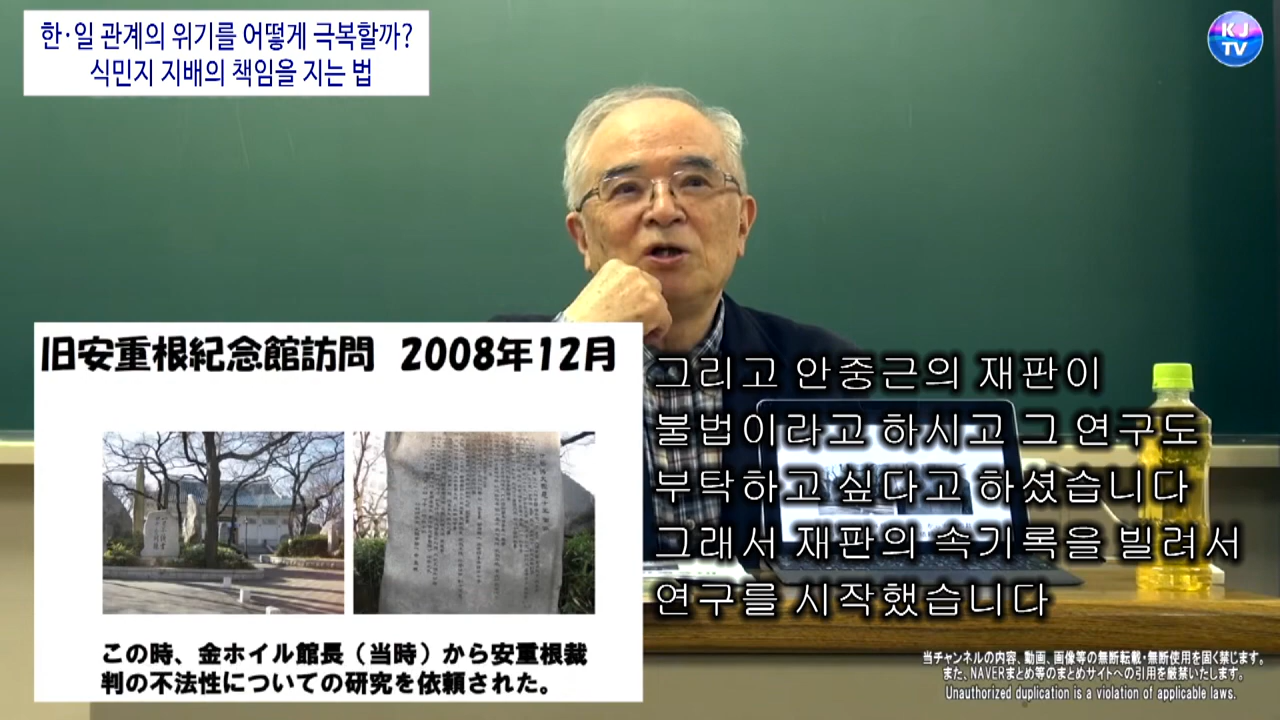 한·일 관계의 위기를 어떻게 극복할까?
식민지 지배의 책임을 지는 법
KJ
TV
旧安重根紀念館訪問 2008年12月
この時、金ホイル館長（当時）から安重根裁
判の不法性についての研究を依頼された。
그리고 안중근의 재판이
불법이라고 하시고 그 연구도
부탁하고 싶다고 하셨습니다
그래서 재판의 속기록을 빌려서
연구를 시작했습니다
当チャンネルの内容、動画、画像等の無断転載・無断使用を固く禁じます。
また、NAVERまとめ等のまとめサイトへの引用を厳禁いたします。
Unauthorized duplication is a violation of applicable laws.